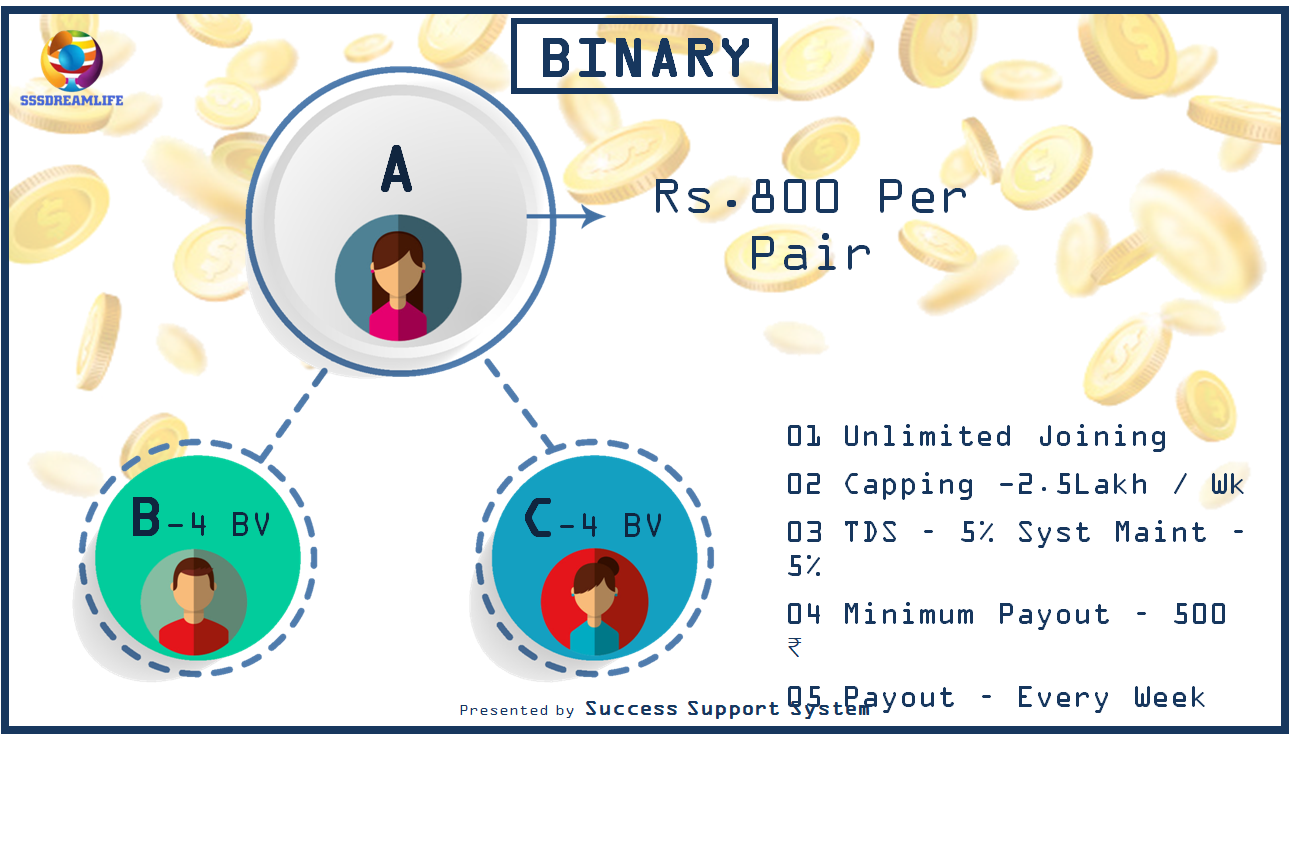 SSSDREAMLIFE
BINARY
A
Rs.800 Per
Pair
B-4 BV
C-4 BV
01 Unlimited Joining
02 Capping -2.5Lakh / Wk
03 TDS - 5% Syst Maint -
5%
04 Minimum Payout - 500
₹
05 Payout - Every Week
Presented by Success Support System